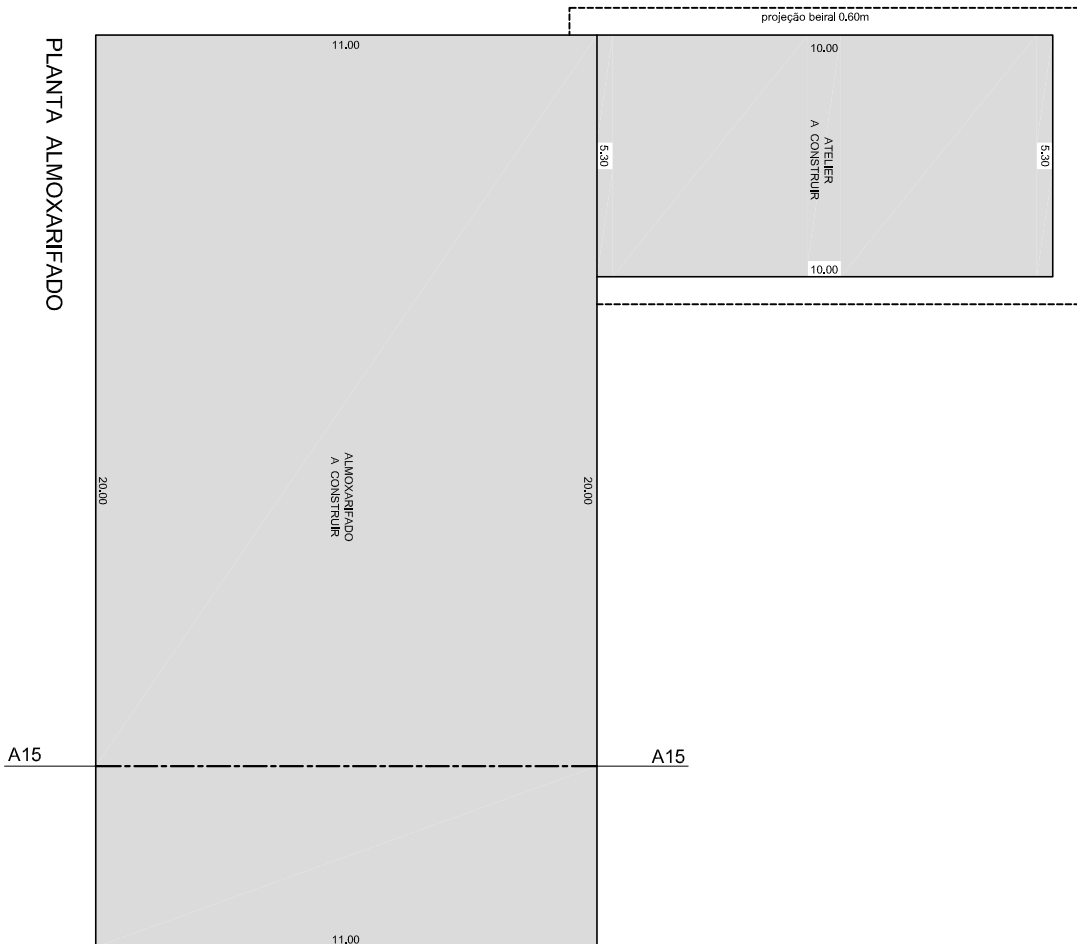 projeção beiral 0.60m
PLANTA ALMOXARIFADO
11.00
10.00
5.30
ATELIER
A CONSTRUIR
5.30
10.00
20.00
ALMOXARIFADO
A CONSTRUIR
20.00
A15
A15
11.00